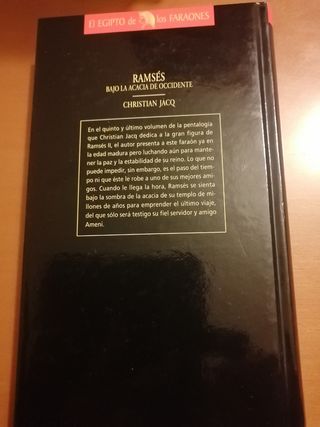 El EGIPTO de los FARAONES
RAMSÉS
BAJO LA ACACIA DE OCCIDENTE
CHRISTIAN JACQ
En el quinto y último volumen de la pentalogía
que Christian Jacq dedica a la gran figura de
Ramsés II, el autor presenta a este faraón ya en
la edad madura pero luchando aún para mante-
ner la paz y la estabilidad de su reino. Lo que no
puede impedir, sin embargo, es el paso del tiem-
po ni que éste le robe a uno de sus mejores ami-
gos. Cuando le llega la hora, Ramsés se sienta
bajo la sombra de la acacia de su templo de mi-
llones de años para emprender el último viaje,
del que sólo será testigo su fiel servidor y amigo
Ameni.